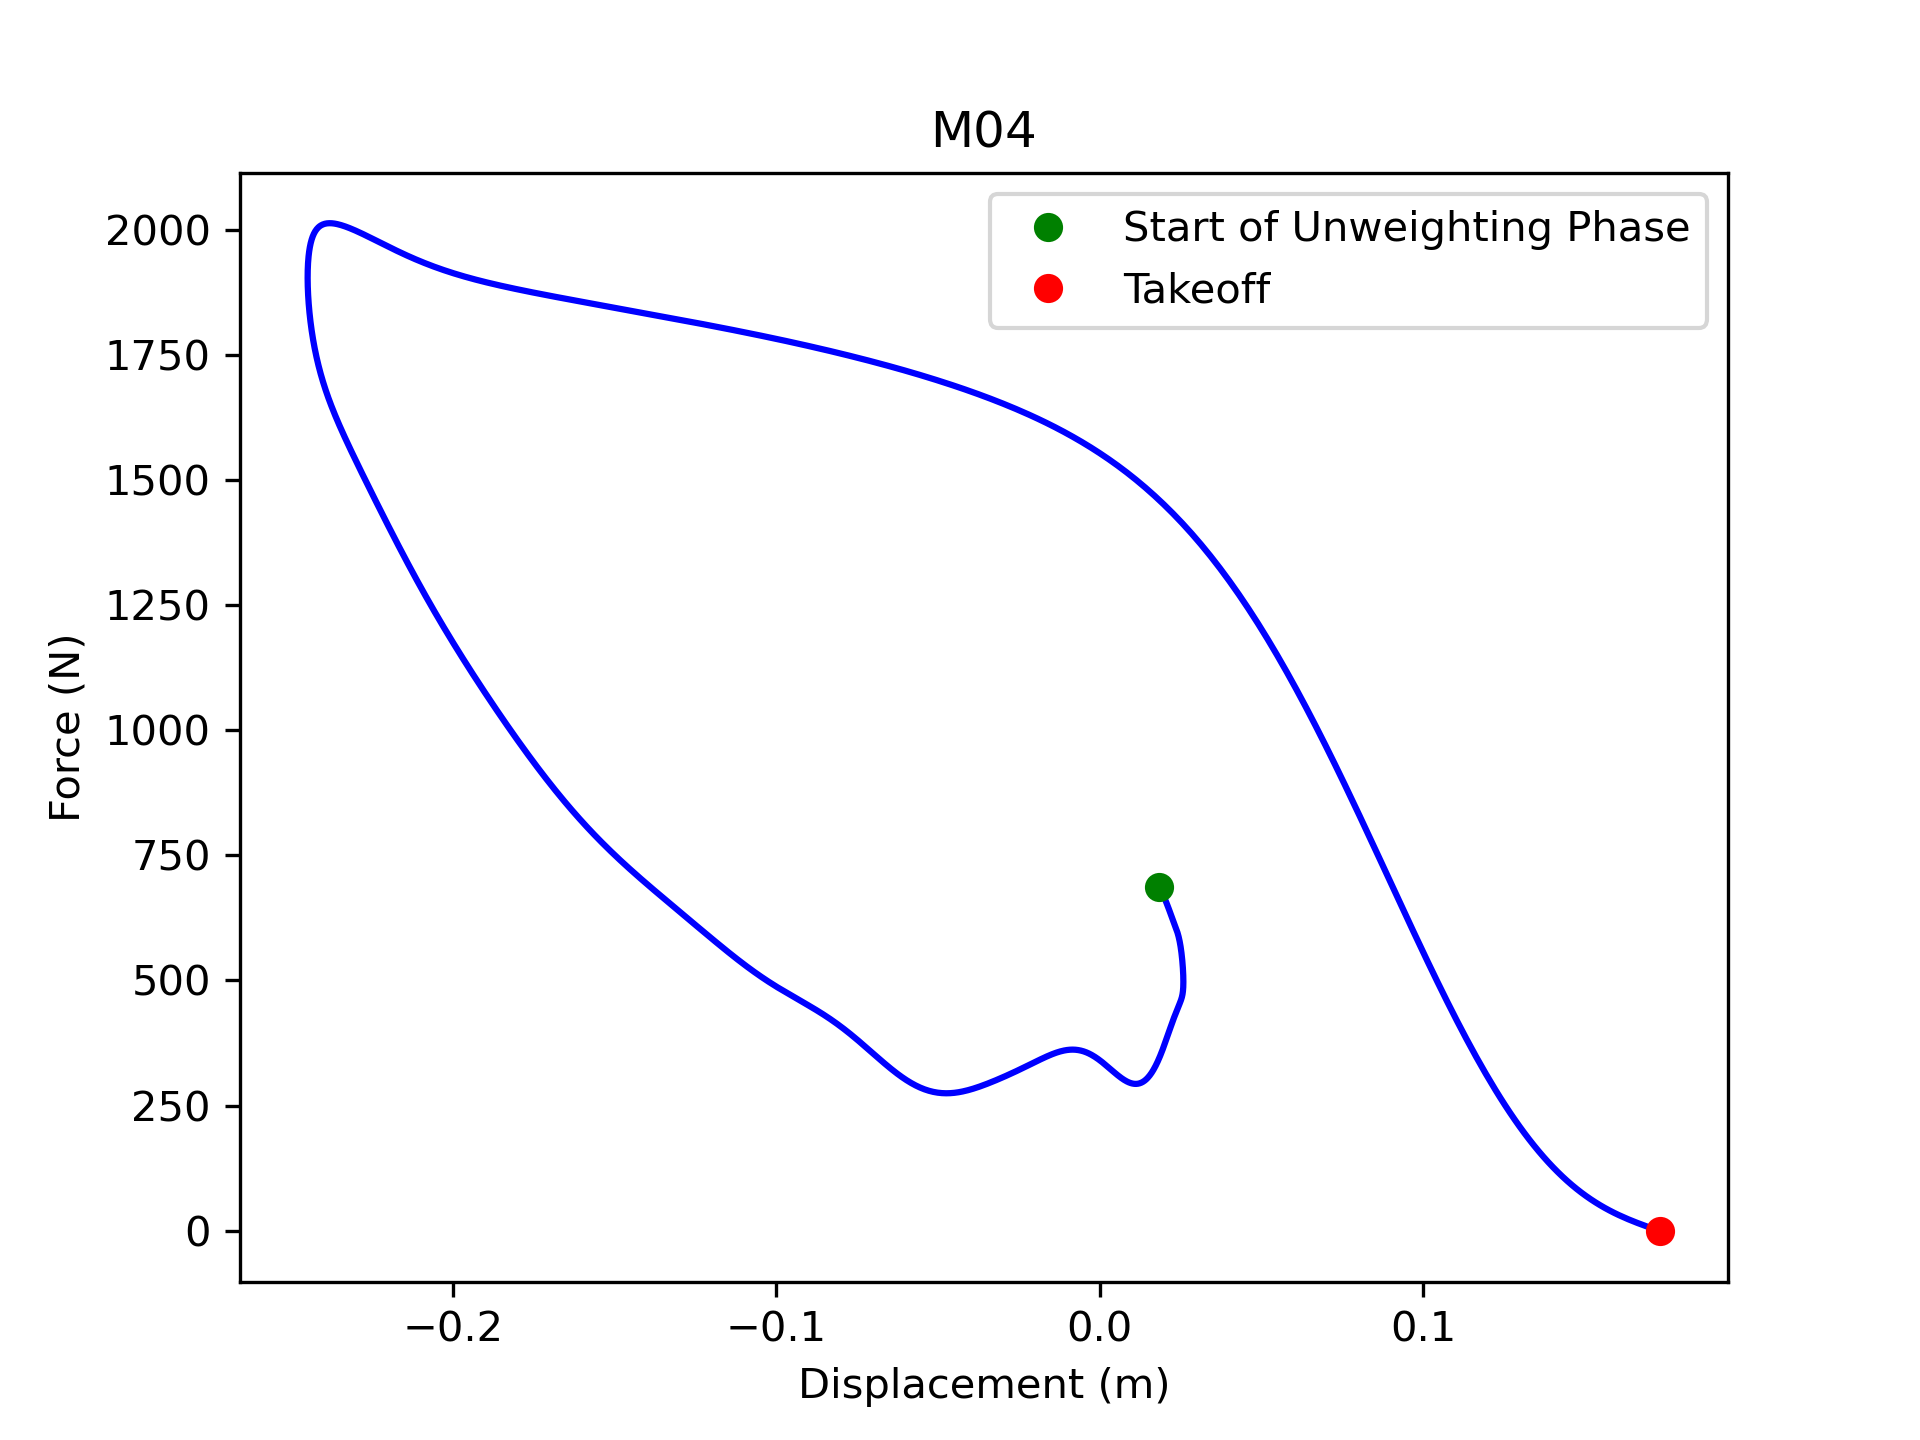 M04
Start of Unweighting Phase
Takeoff
Force (N)
2000
1750
1500
1250
1000
750
500
250
0
−0.2 −0.1 0.0 0.1
Displacement (m)